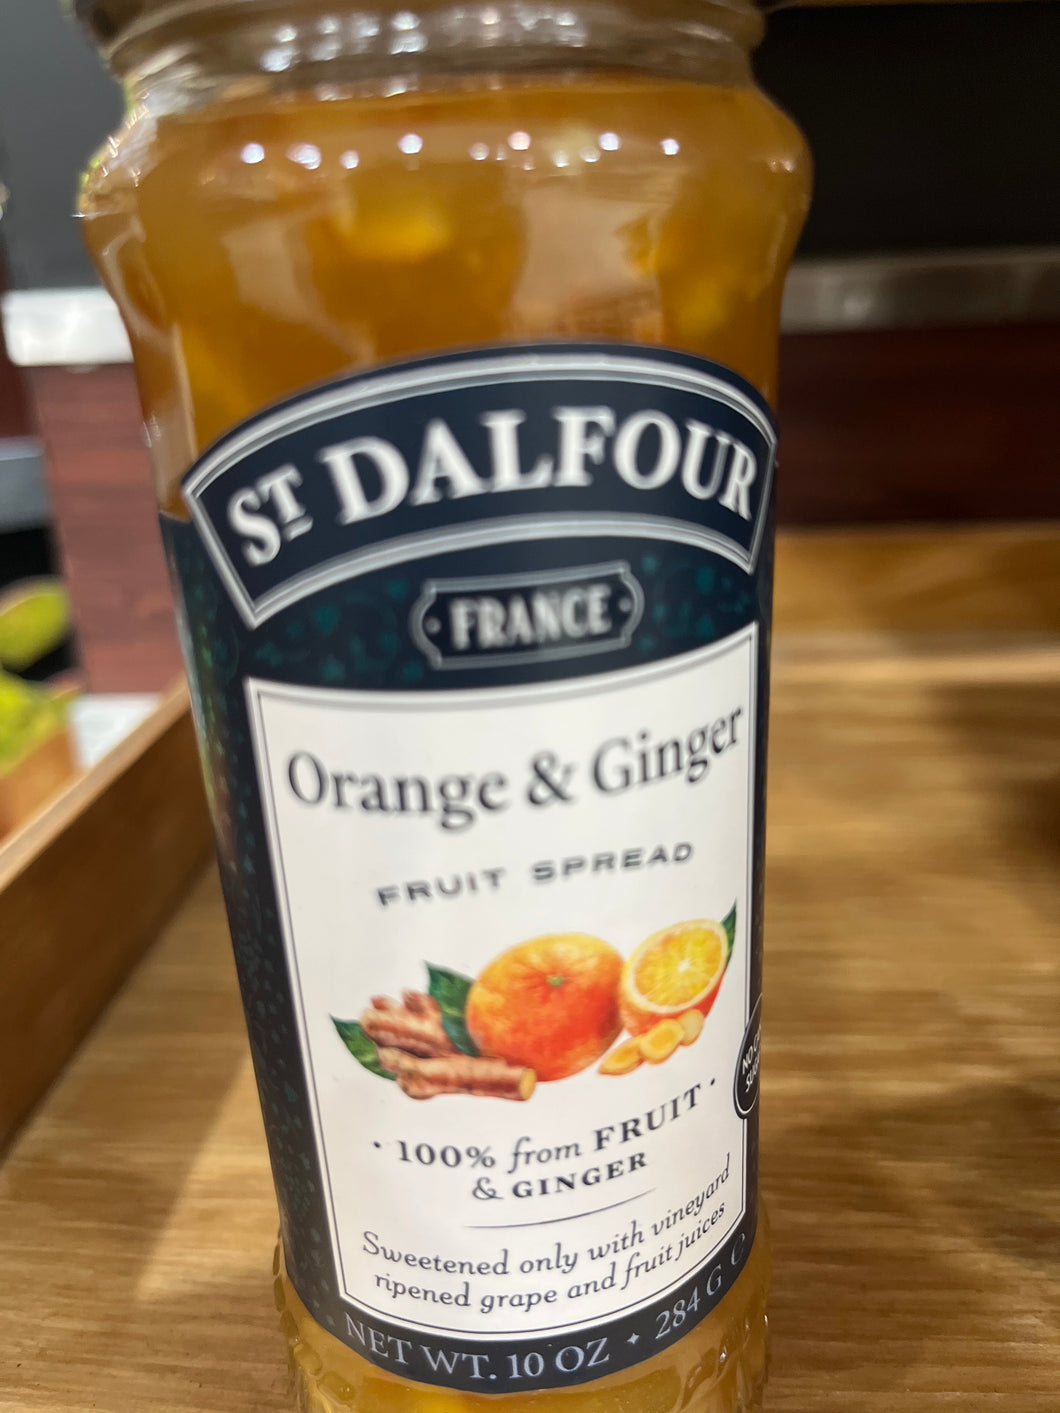 ST DALFOUR
· FRANCE ·
Orange & Ginger
FRUIT SPREAD
· 100% from FRUIT ·
& GINGER
Sweetened only with vineyard
ripened grape and fruit juices
NET WT. 10 OZ ✦ 284 G ℮
NO